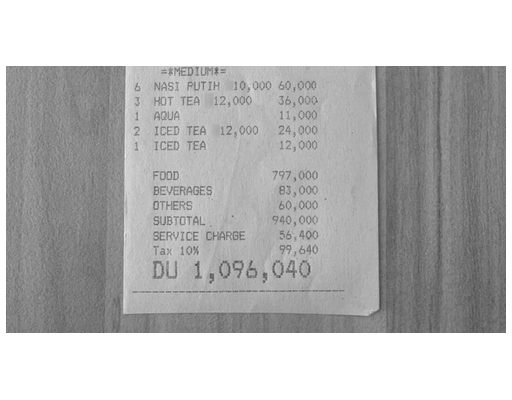 =*MEDIUM*=
6 NASI PUTIH 10,000 60,000
3 HOT TEA 12,000 36,000
1 AQUA 11,000
2 ICED TEA 12,000 24,000
1 ICED TEA 12,000
FOOD 797,000
BEVERAGES 83,000
OTHERS 60,000
SUBTOTAL 940,000
SERVICE CHARGE 56,400
Tax 10% 99,640
DU 1,096,040